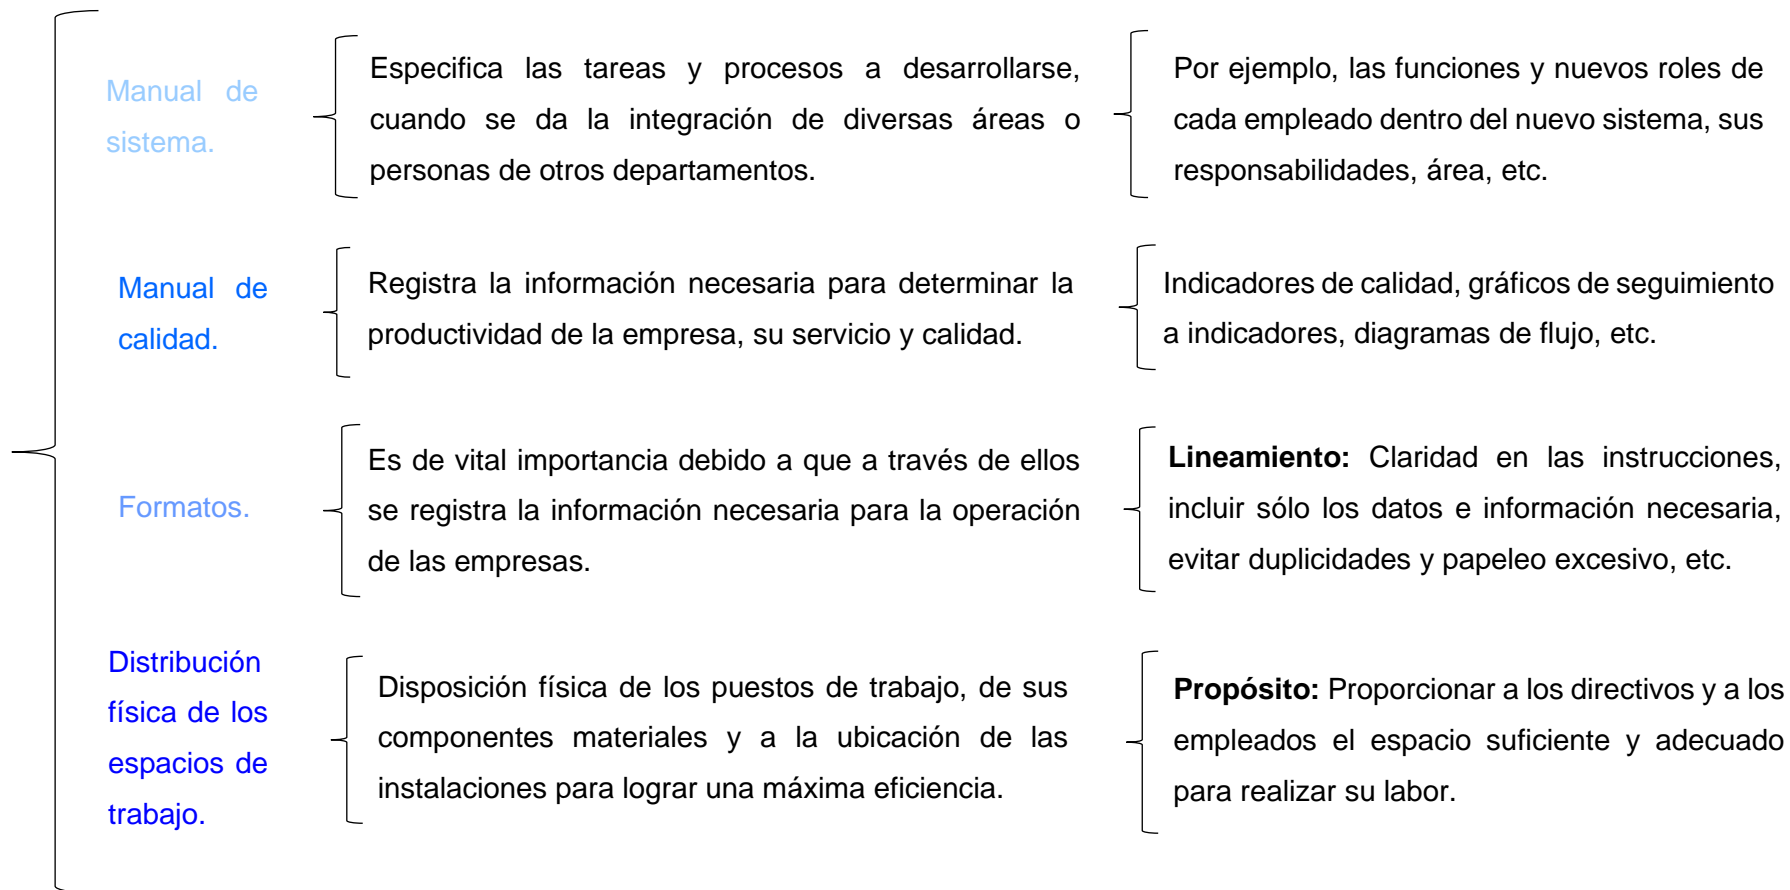 Manual de
sistema.
Especifica las tareas y procesos a desarrollarse,
cuando se da la integración de diversas áreas o
personas de otros departamentos.
Por ejemplo, las funciones y nuevos roles de
cada empleado dentro del nuevo sistema, sus
responsabilidades, área, etc.
Manual de
calidad.
Registra la información necesaria para determinar la
productividad de la empresa, su servicio y calidad.
Indicadores de calidad, gráficos de seguimiento
a indicadores, diagramas de flujo, etc.
Formatos.
Es de vital importancia debido a que a través de ellos
se registra la información necesaria para la operación
de las empresas.
Lineamiento: Claridad en las instrucciones,
incluir sólo los datos e información necesaria,
evitar duplicidades y papeleo excesivo, etc.
Distribución
física de los
espacios de
trabajo.
Disposición física de los puestos de trabajo, de sus
componentes materiales y a la ubicación de las
instalaciones para lograr una máxima eficiencia.
Propósito: Proporcionar a los directivos y a los
empleados el espacio suficiente y adecuado
para realizar su labor.